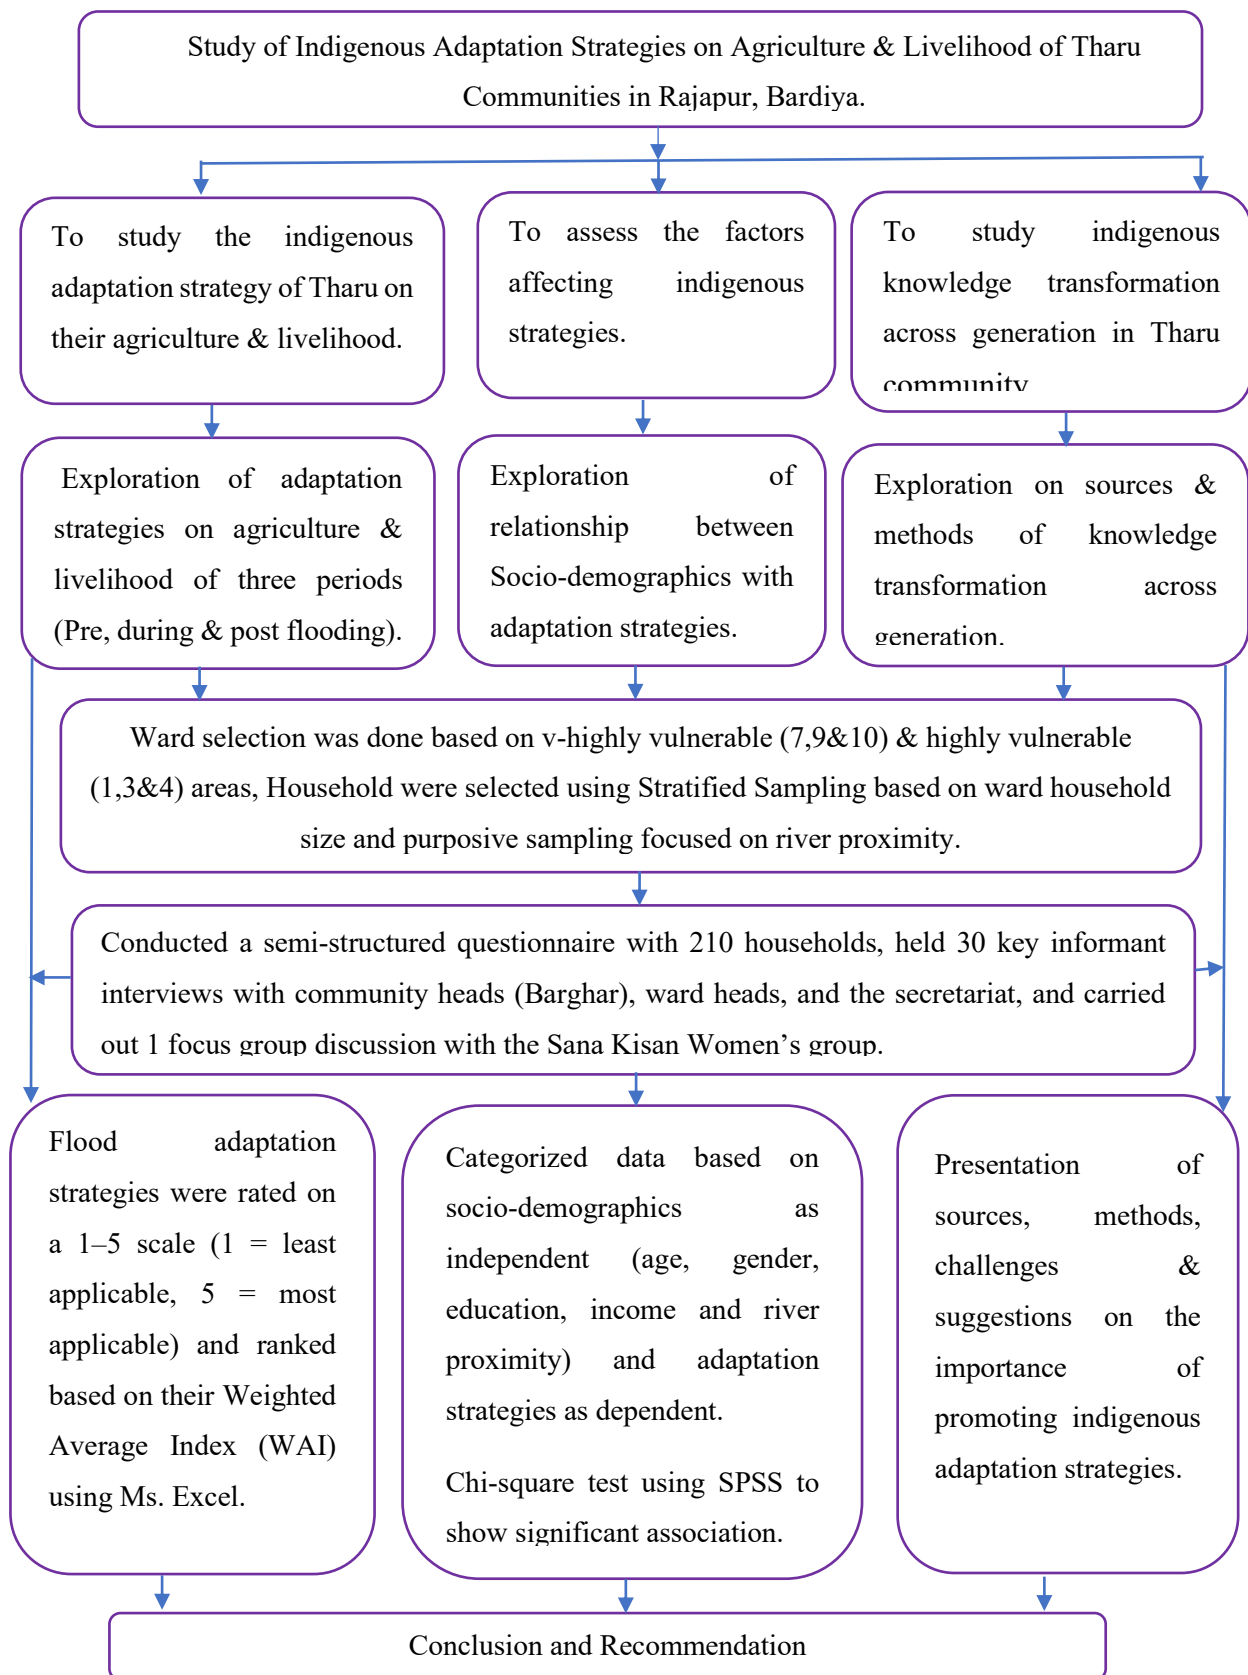 Study of Indigenous Adaptation Strategies on Agriculture & Livelihood of Tharu
Communities in Rajapur, Bardiya.
To study the indigenous
adaptation strategy of Tharu on
their agriculture & livelihood.
To assess the factors
affecting indigenous
strategies.
To study indigenous
knowledge transformation
across generation in Tharu
community
Exploration of adaptation
strategies on agriculture &
livelihood of three periods
(Pre, during & post flooding).
Exploration of
relationship between
Socio-demographics with
adaptation strategies.
Exploration on sources &
methods of knowledge
transformation across
generation.
Ward selection was done based on v-highly vulnerable (7,9&10) & highly vulnerable
(1,3&4) areas, Household were selected using Stratified Sampling based on ward household
size and purposive sampling focused on river proximity.
Conducted a semi-structured questionnaire with 210 households, held 30 key informant
interviews with community heads (Barghar), ward heads, and the secretariat, and carried
out 1 focus group discussion with the Sana Kisan Women’s group.
Flood adaptation
strategies were rated on
a 1–5 scale (1 = least
applicable, 5 = most
applicable) and ranked
based on their Weighted
Average Index (WAI)
using Ms. Excel.
Categorized data based on
socio-demographics as
independent (age, gender,
education, income and river
proximity) and adaptation
strategies as dependent.
Chi-square test using SPSS to
show significant association.
Presentation of
sources, methods,
challenges &
suggestions on the
importance of
promoting indigenous
adaptation strategies.
Conclusion and Recommendation